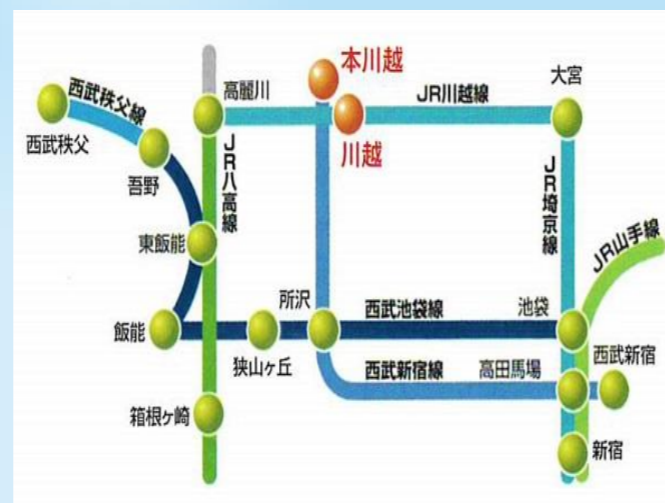 本川越
大宮
西武秩父線
高麗川
JR川越線
西武秩父
川越
JR八高線
吾野
JR埼京線
JR山手線
東飯能
所沢
西武池袋線
池袋
飯能
狭山ヶ丘
西武新宿線
高田馬場
西武新宿
箱根ヶ崎
新宿